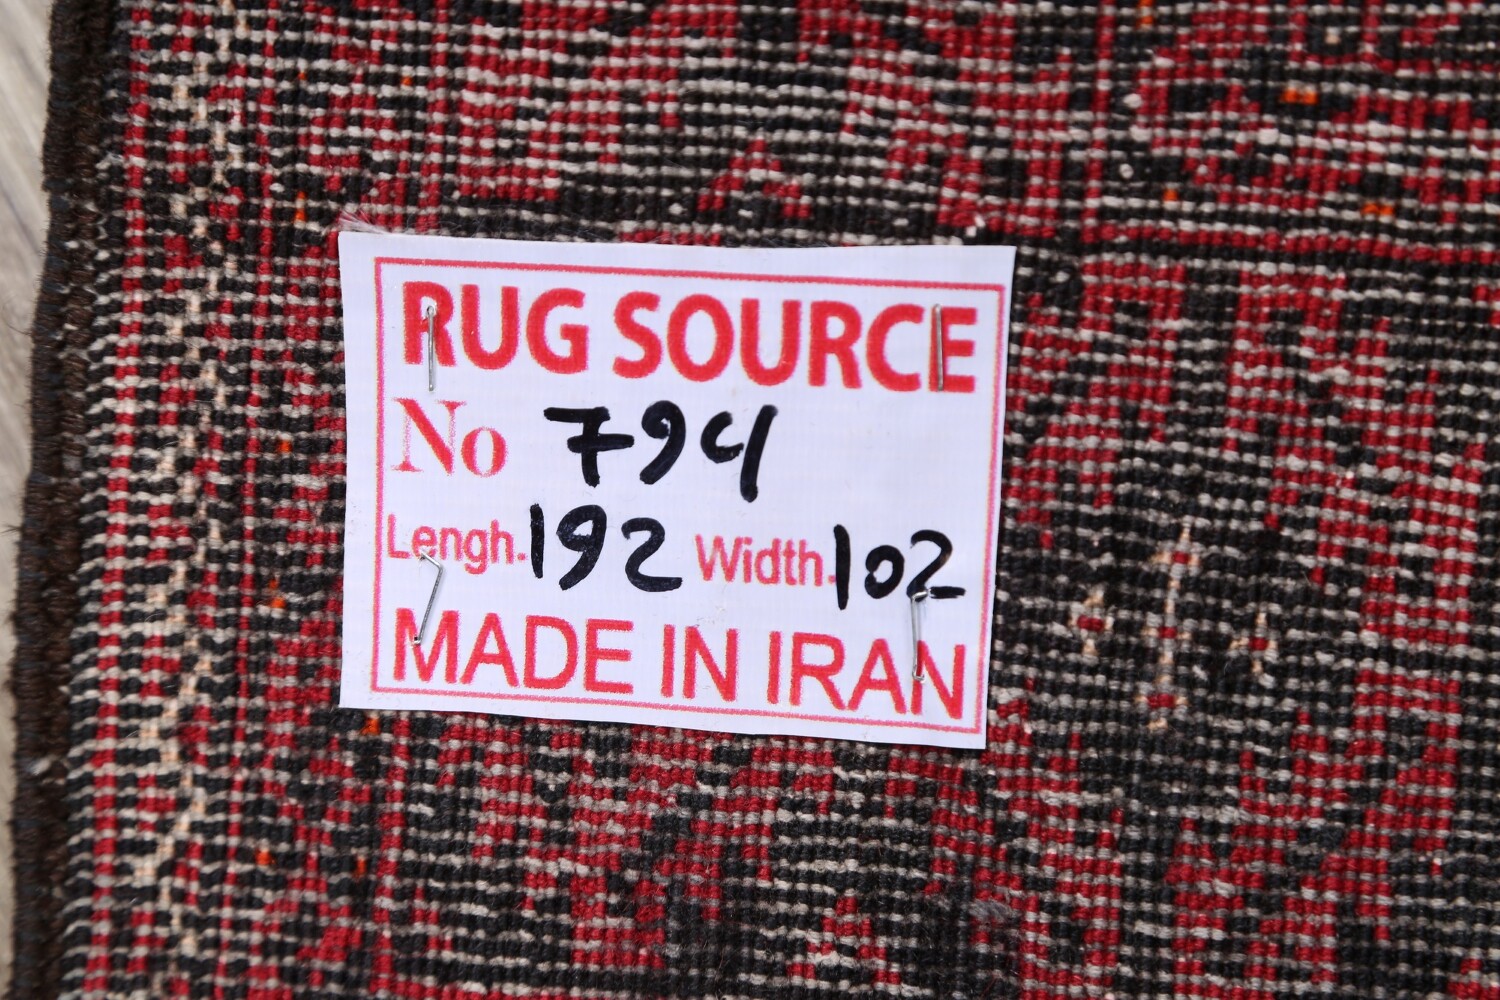 RUG SOURCE
No 794
Lengh. 192 Width. 102
MADE IN IRAN